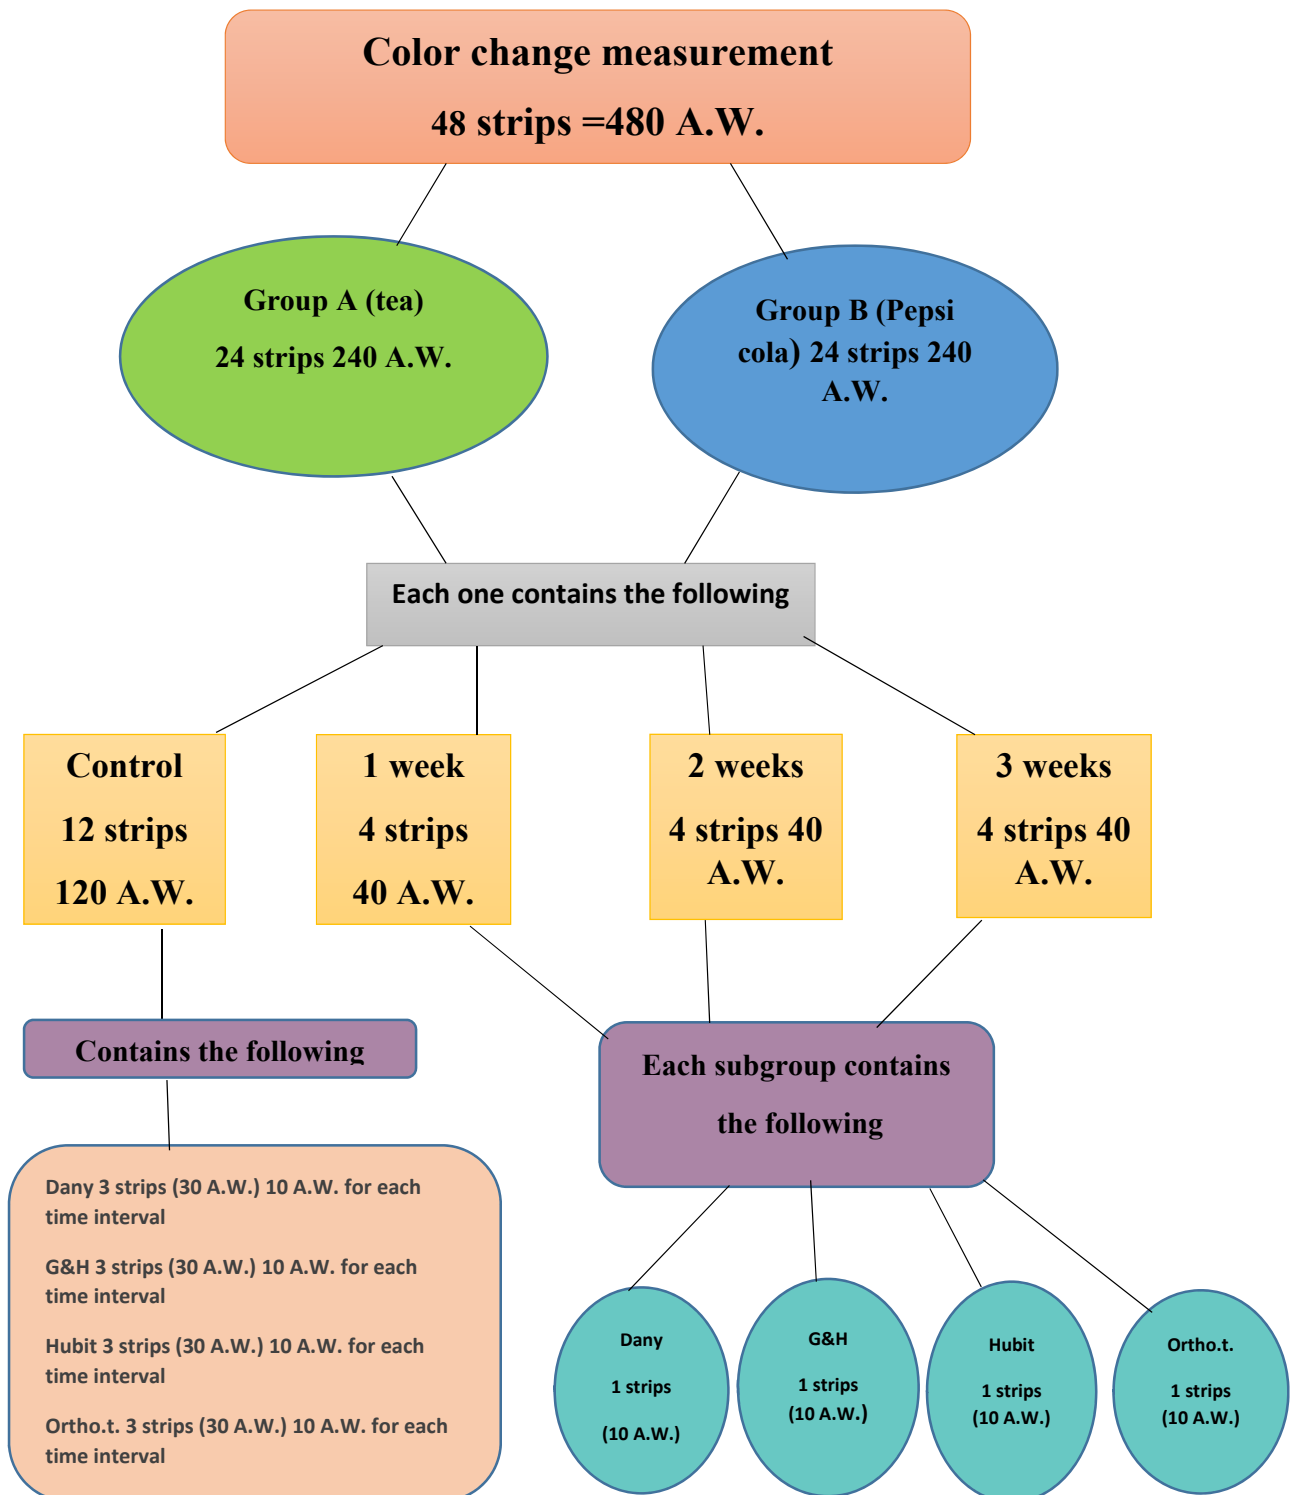 Color change measurement
48 strips =480 A.W.
Group A (tea)
24 strips 240 A.W.
Group B (Pepsi
cola) 24 strips 240
A.W.
Each one contains the following
Control
12 strips
120 A.W.
1 week
4 strips
40 A.W.
2 weeks
4 strips 40
A.W.
3 weeks
4 strips 40
A.W.
Contains the following
Each subgroup contains
the following
Dany 3 strips (30 A.W.) 10 A.W. for each
time interval
G&H 3 strips (30 A.W.) 10 A.W. for each
time interval
Hubit 3 strips (30 A.W.) 10 A.W. for each
time interval
Ortho.t. 3 strips (30 A.W.) 10 A.W. for each
time interval
Dany
1 strips
(10 A.W.)
G&H
1 strips
(10 A.W.)
Hubit
1 strips
(10 A.W.)
Ortho.t.
1 strips
(10 A.W.)